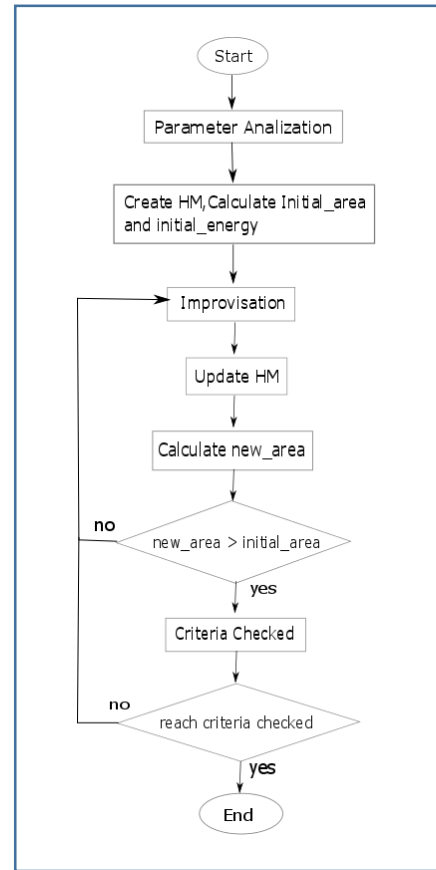 Start
Parameter Analization
Create HM,Calculate Initial_area
and initial_energy
Improvisation
Update HM
Calculate new_area
no
new_area > initial_area
yes
Criteria Checked
no
reach criteria checked
yes
End